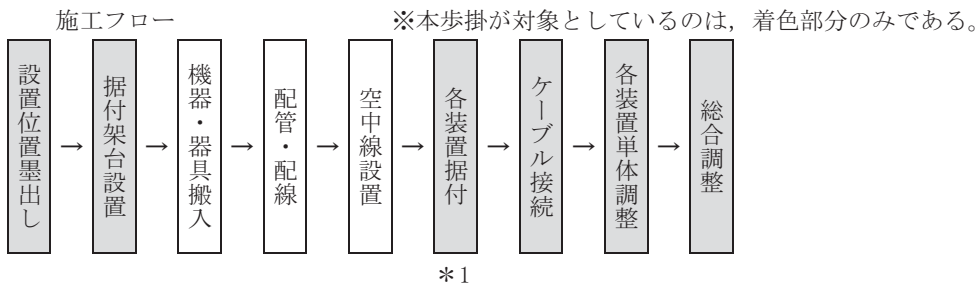 施工フロー
※本歩掛が対象としているのは，着色部分のみである。
設置位置墨出し
→
据付架台設置
→
機器・器具搬入
→
配管・配線
→
空中線設置
→
各装置据付
→
ケーブル接続
→
各装置単体調整
→
総合調整
＊1